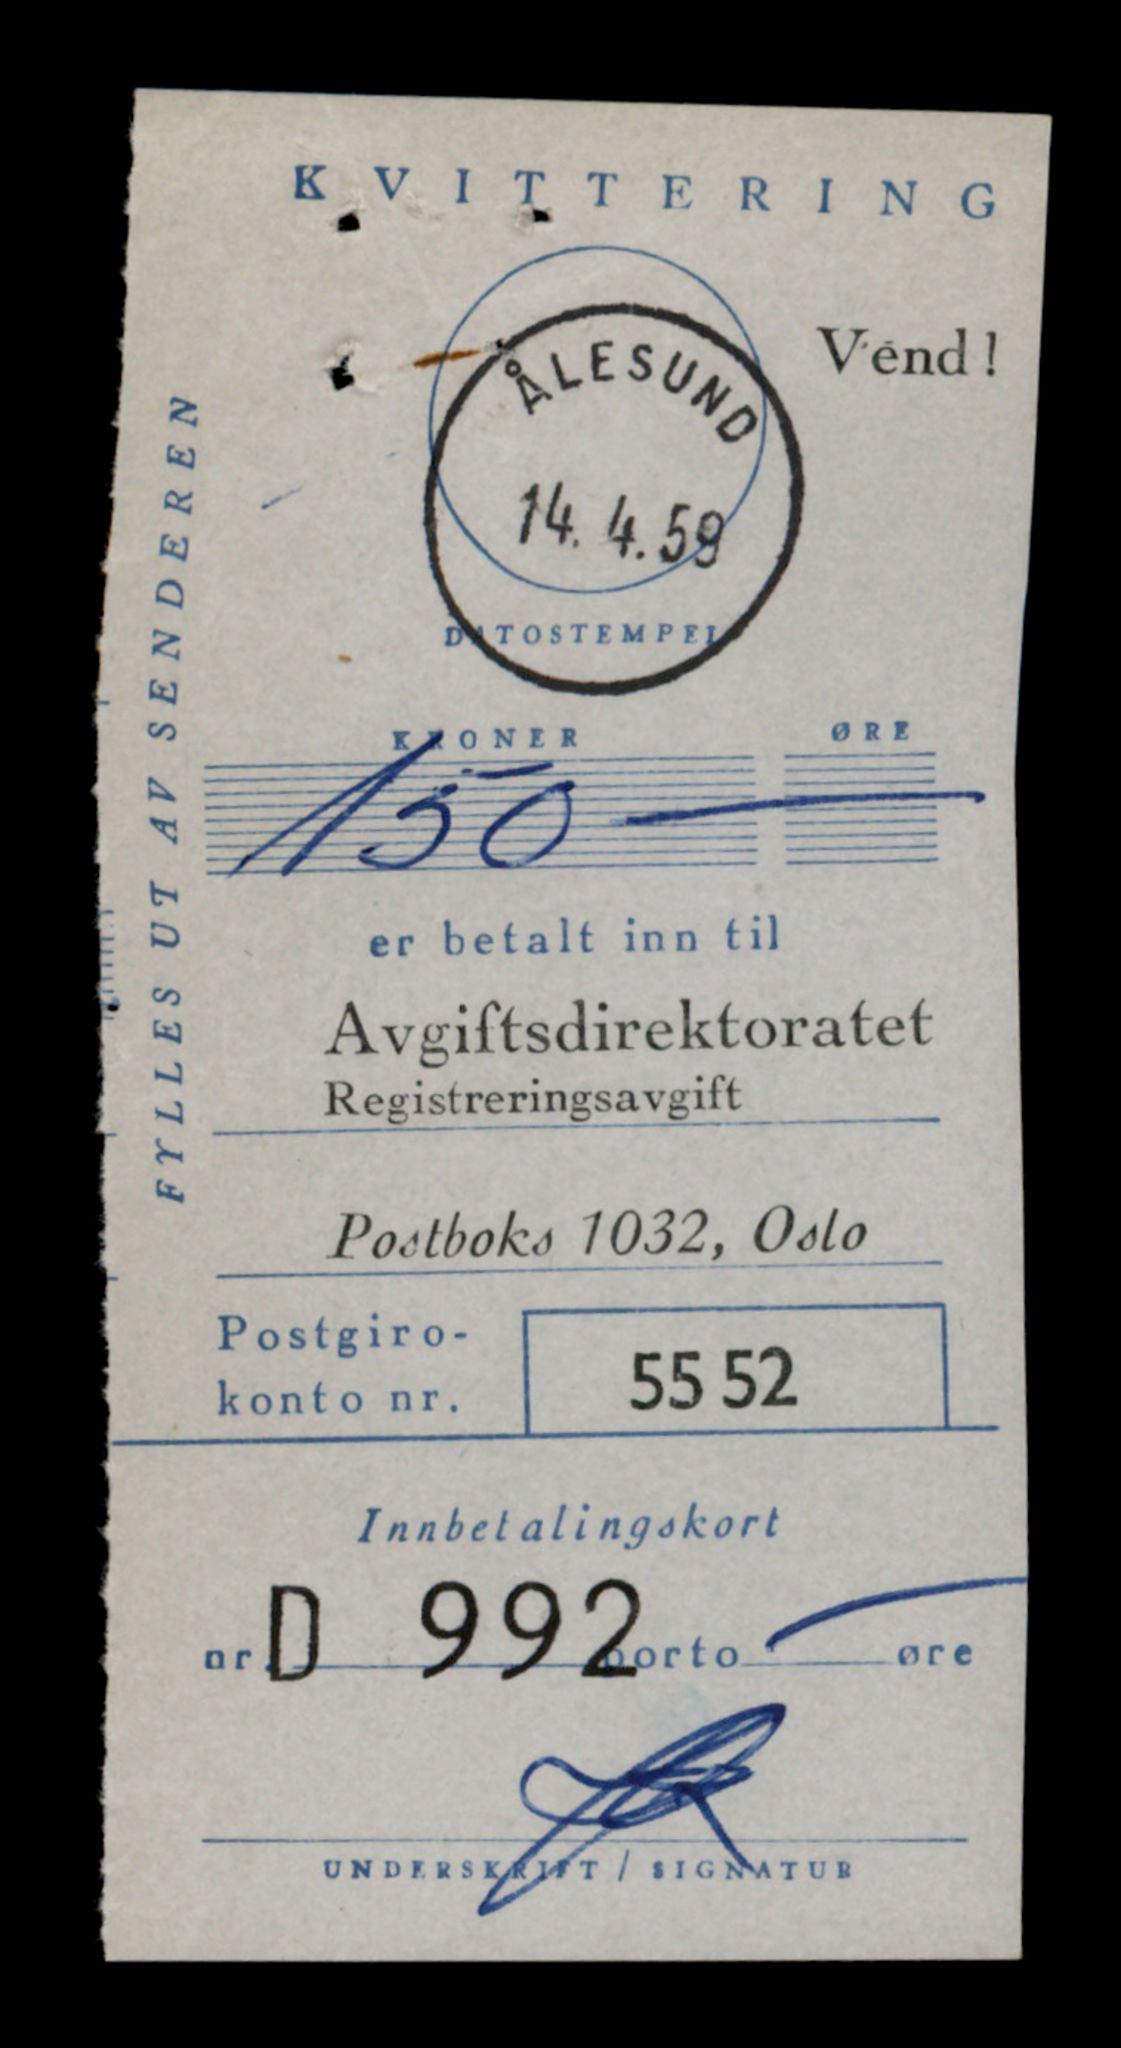 KVITTERING
Vend!
ÅLESUND
14. 4. 59
DATOSTEMPEL
FYLLES UT AV SENDEREN
KRONER ØRE
150 —
er betalt inn til
Avgiftsdirektoratet
Registreringsavgift
Postboks 1032, Oslo
Postgiro-
konto nr. 55 52
Innbetalingskort
nr. D 992 porto øre
UNDERSKRIFT / SIGNATUR